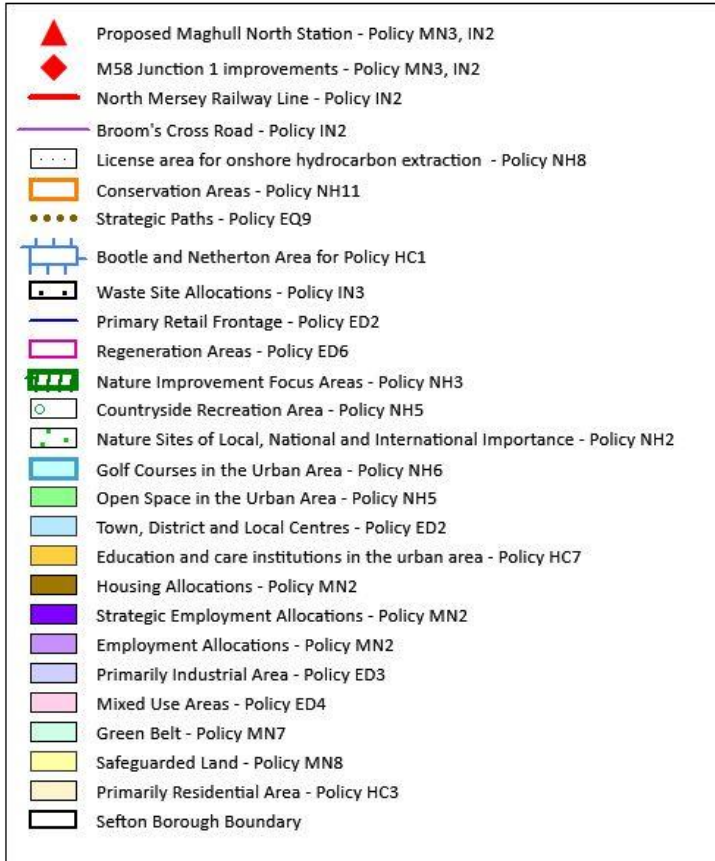 Proposed Maghull North Station - Policy MN3, IN2
M58 Junction 1 improvements - Policy MN3, IN2
North Mersey Railway Line - Policy IN2
Broom's Cross Road - Policy IN2
License area for onshore hydrocarbon extraction - Policy NH8
Conservation Areas - Policy NH11
Strategic Paths - Policy EQ9
Bootle and Netherton Area for Policy HC1
Waste Site Allocations - Policy IN3
Primary Retail Frontage - Policy ED2
Regeneration Areas - Policy ED6
Nature Improvement Focus Areas - Policy NH3
Countryside Recreation Area - Policy NH5
Nature Sites of Local, National and International Importance - Policy NH2
Golf Courses in the Urban Area - Policy NH6
Open Space in the Urban Area - Policy NH5
Town, District and Local Centres - Policy ED2
Education and care institutions in the urban area - Policy HC7
Housing Allocations - Policy MN2
Strategic Employment Allocations - Policy MN2
Employment Allocations - Policy MN2
Primarily Industrial Area - Policy ED3
Mixed Use Areas - Policy ED4
Green Belt - Policy MN7
Safeguarded Land - Policy MN8
Primarily Residential Area - Policy HC3
Sefton Borough Boundary